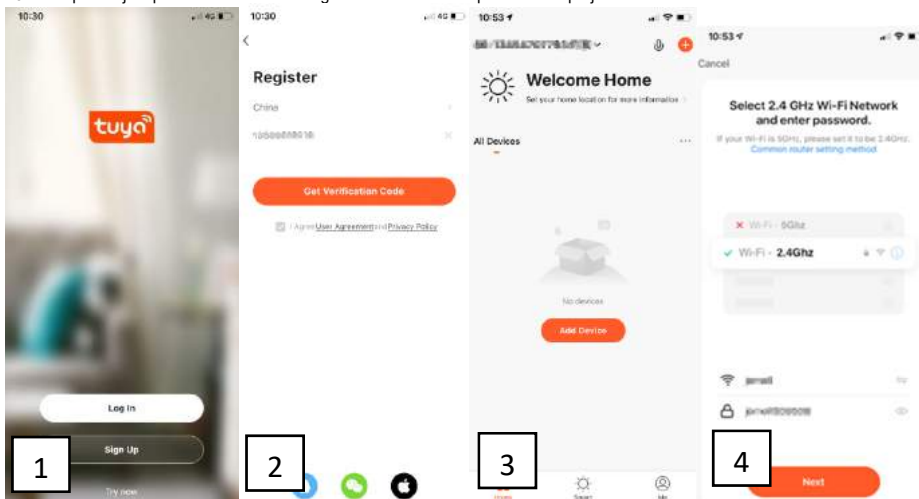 10:30
4G
tuya
Log In
Sign Up
Try now
1
10:30
4G
Register
China
Get Verification Code
I Agree User Agreement and Privacy Policy
2
10:53
Welcome Home
Set your home location for more information
All Devices
No devices
Add Device
Smart
Me
3
10:53
Cancel
Select 2.4 GHz Wi-Fi Network
and enter password.
If your Wi-Fi is 5GHz, please set it to be 2.4GHz.
Common router setting method
Wi-Fi - 5Ghz
Wi-Fi - 2.4Ghz
Next
4